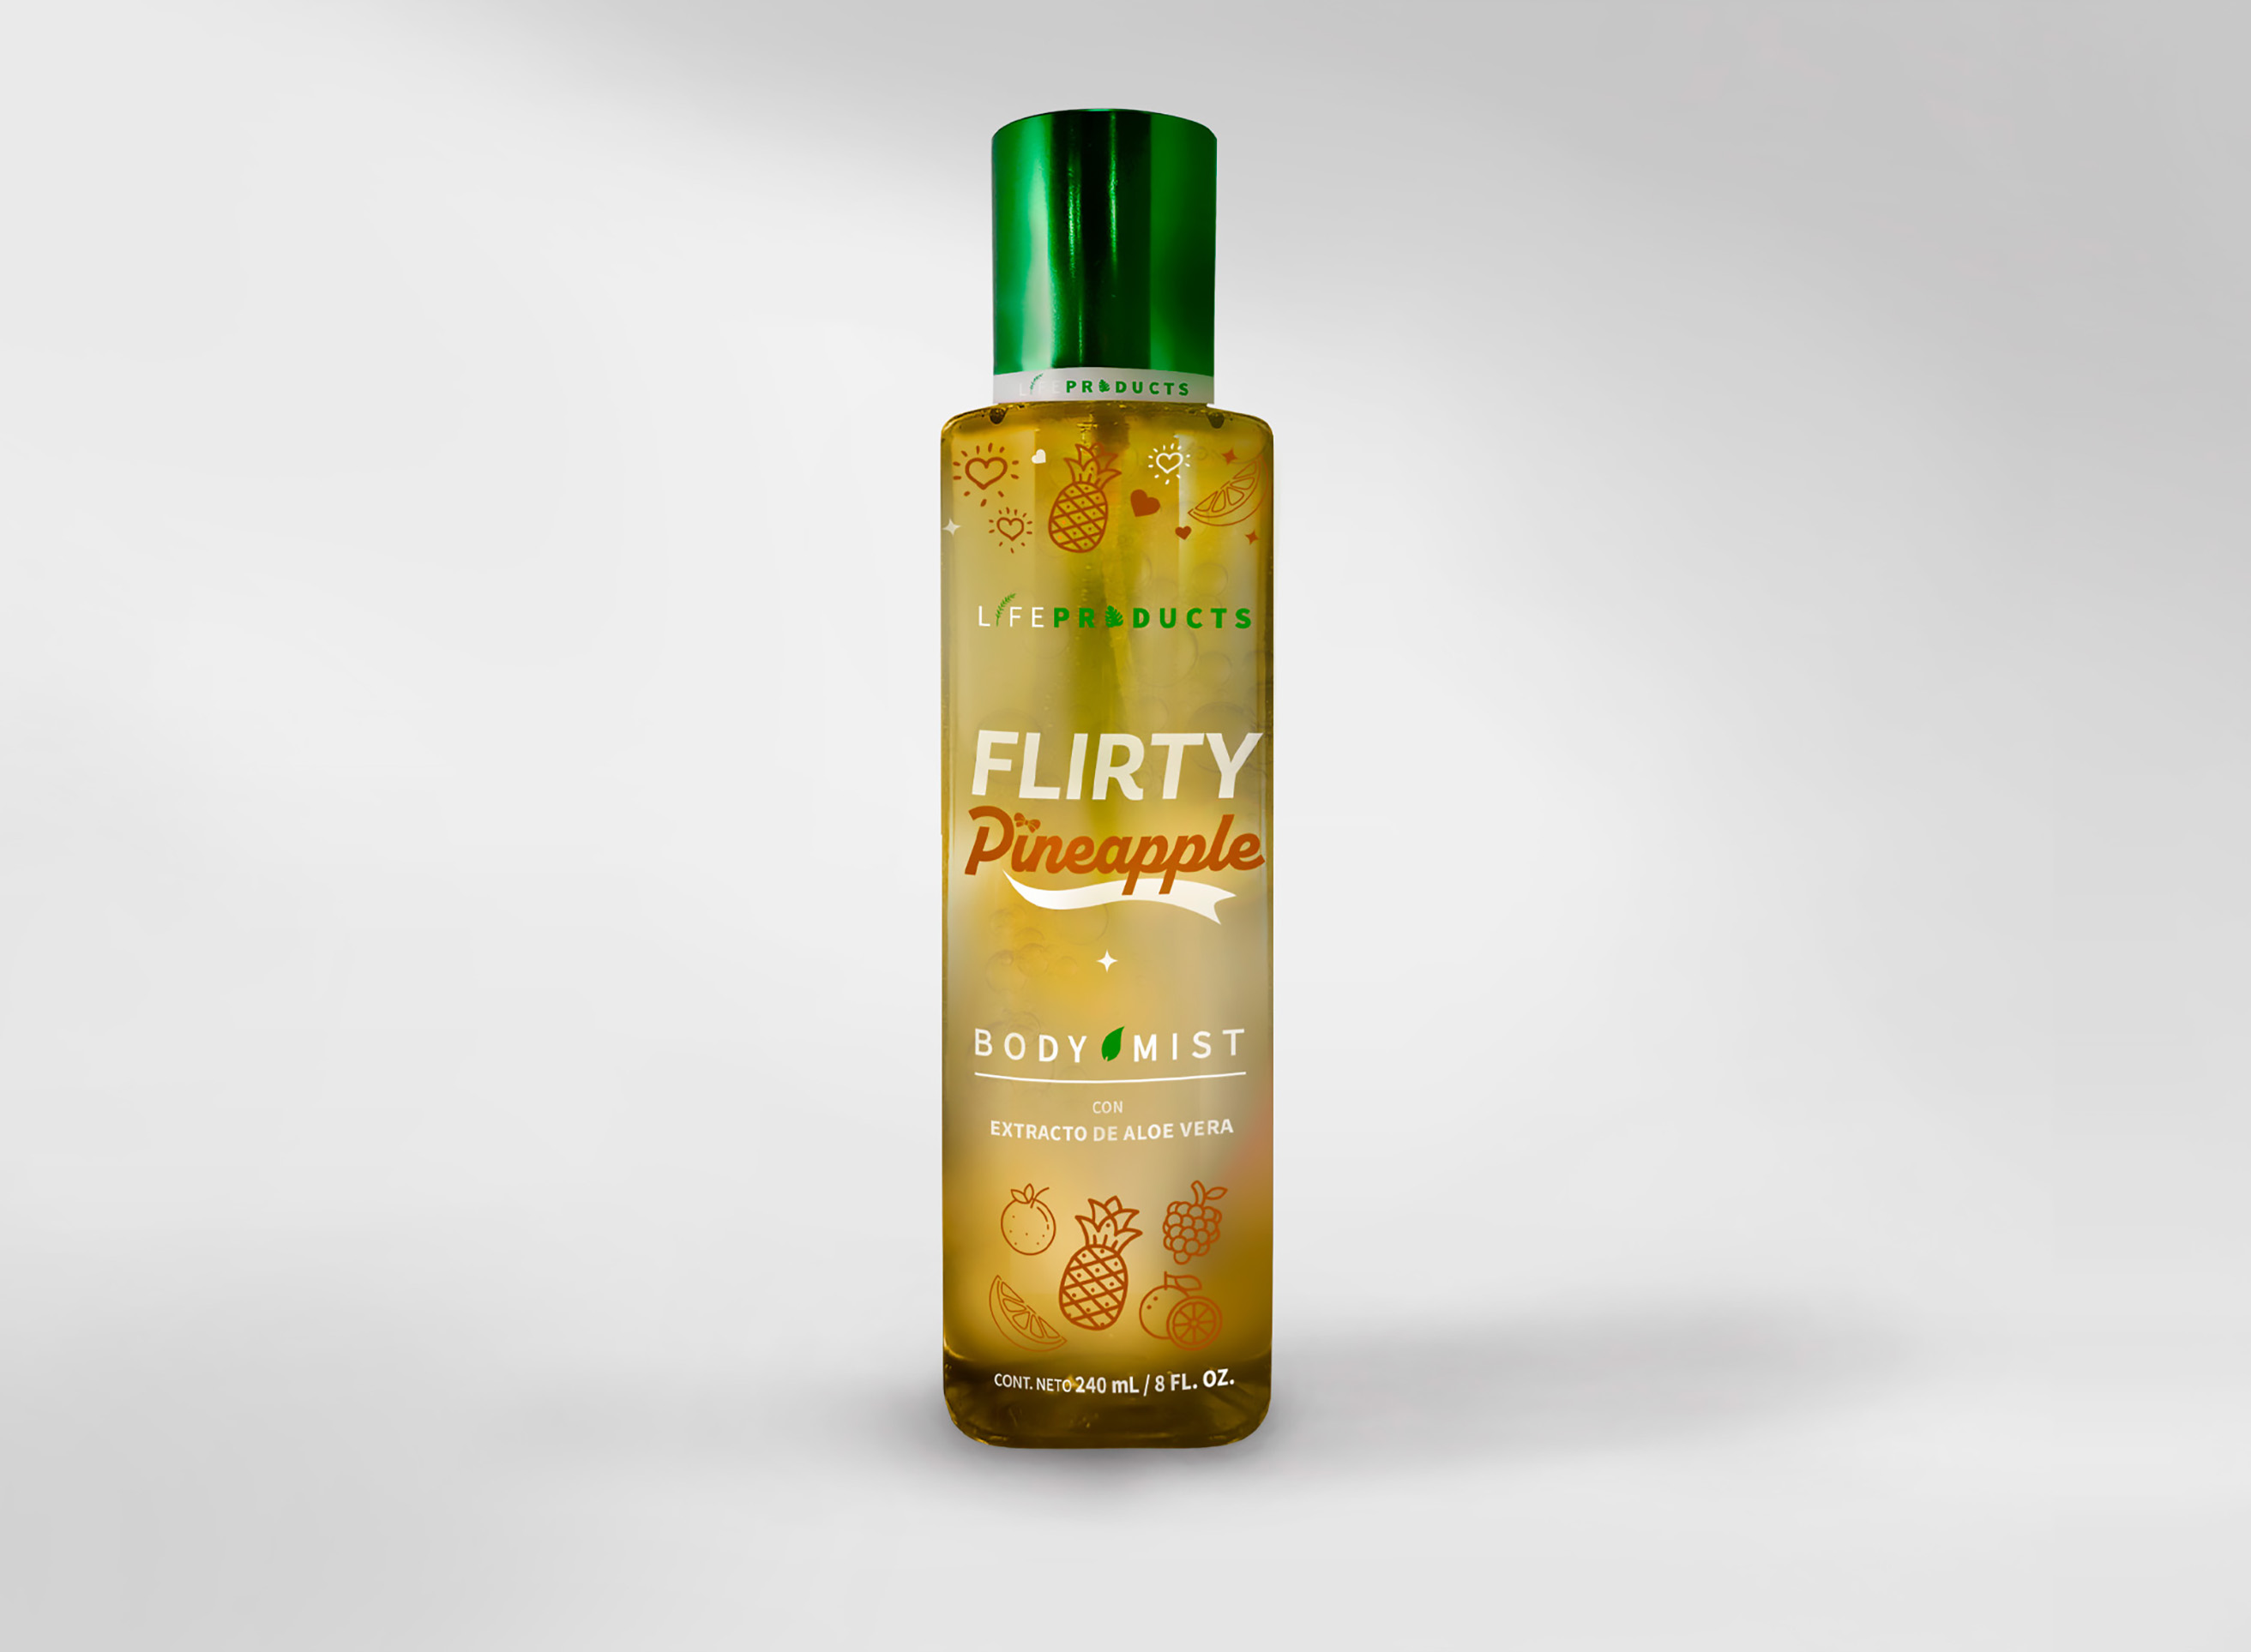 LIFEPRODUCTS
LIFEPRODUCTS
FLIRTY
Pineapple
BODY MIST
CON
EXTRACTO DE ALOE VERA
CONT. NETO 240 mL / 8 FL. OZ.